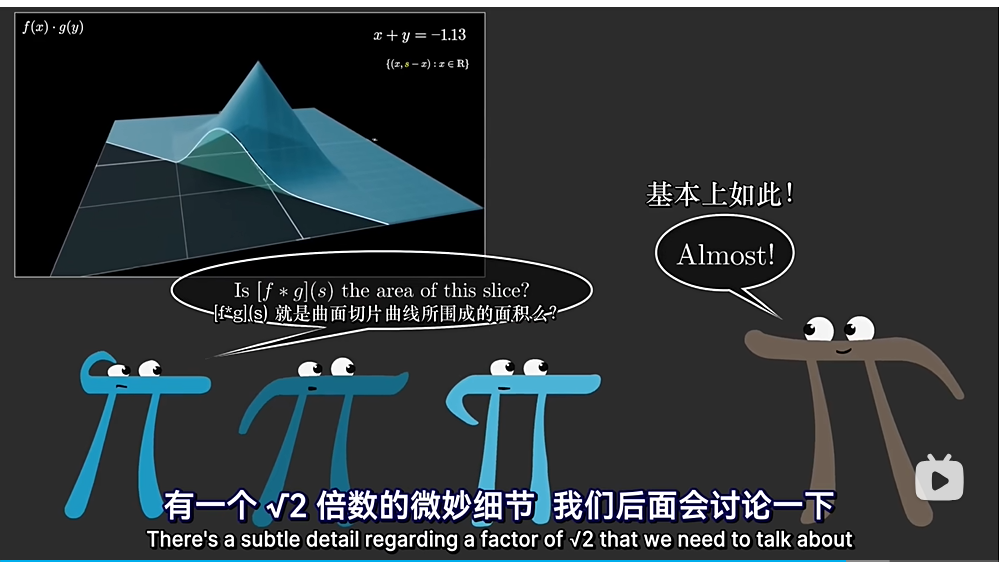 f(x) · g(y)
x + y = −1.13
{(x, s − x) : x ∈ R}
基本上如此！
Almost!
Is [f ∗ g](s) the area of this slice?
[f*g](s) 就是曲面切片曲线所围成的面积么？
有一个 √2 倍数的微妙细节 我们后面会讨论一下
There's a subtle detail regarding a factor of √2 that we need to talk about